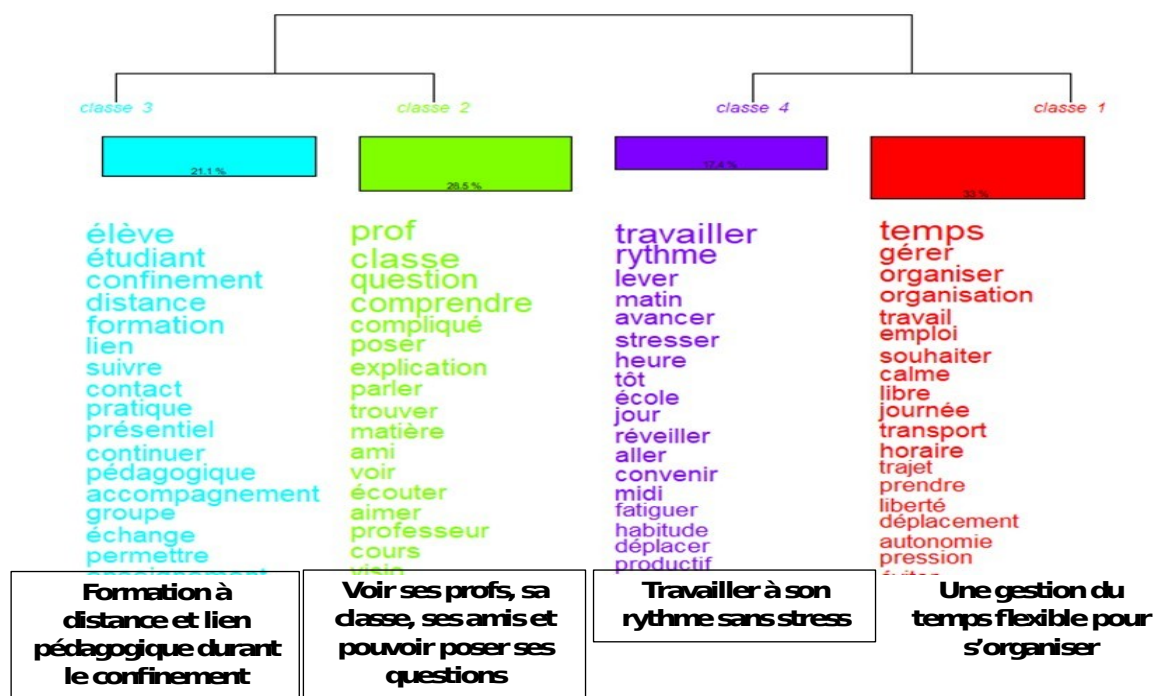 classe 3
classe 2
classe 4
classe 1
21.1 %
28.5 %
17.4 %
33 %
élève
étudiant
confinement
distance
formation
lien
suivre
contact
pratique
présentiel
continuer
pédagogique
accompagnement
groupe
échange
permettre
enseignement
prof
classe
question
comprendre
compliqué
poser
explication
parler
trouver
matière
ami
voir
écouter
aimer
professeur
cours
visio
travailler
rythme
lever
matin
avancer
stresser
heure
tôt
école
jour
réveiller
aller
convenir
midi
fatiguer
habitude
déplacer
productif
temps
gérer
organiser
organisation
travail
emploi
souhaiter
calme
libre
journée
transport
horaire
trajet
prendre
liberté
déplacement
autonomie
pression
éviter
Formation à
distance et lien
pédagogique durant
le confinement
Voir ses profs, sa
classe, ses amis et
pouvoir poser ses
questions
Travailler à son
rythme sans stress
Une gestion du
temps flexible pour
s’organiser